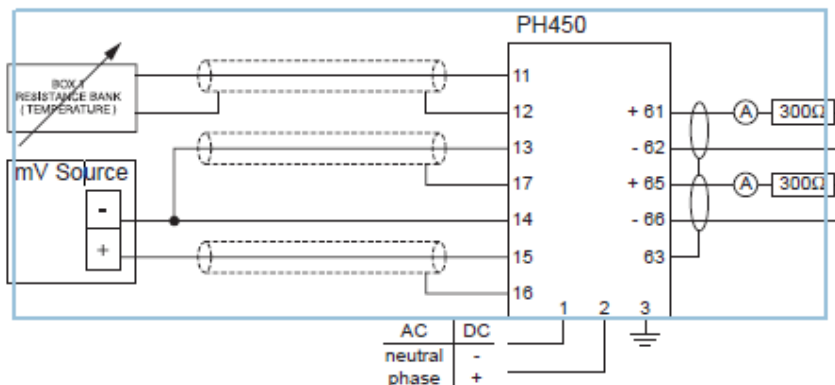 PH450
BOX 1
RESISTANCE BANK
( TEMPERATURE )
11
12
13
17
14
15
16
+ 61
- 62
+ 65
- 66
63
A
300Ω
A
300Ω
mV Source
-
+
1 2 3
AC DC
neutral -
phase +